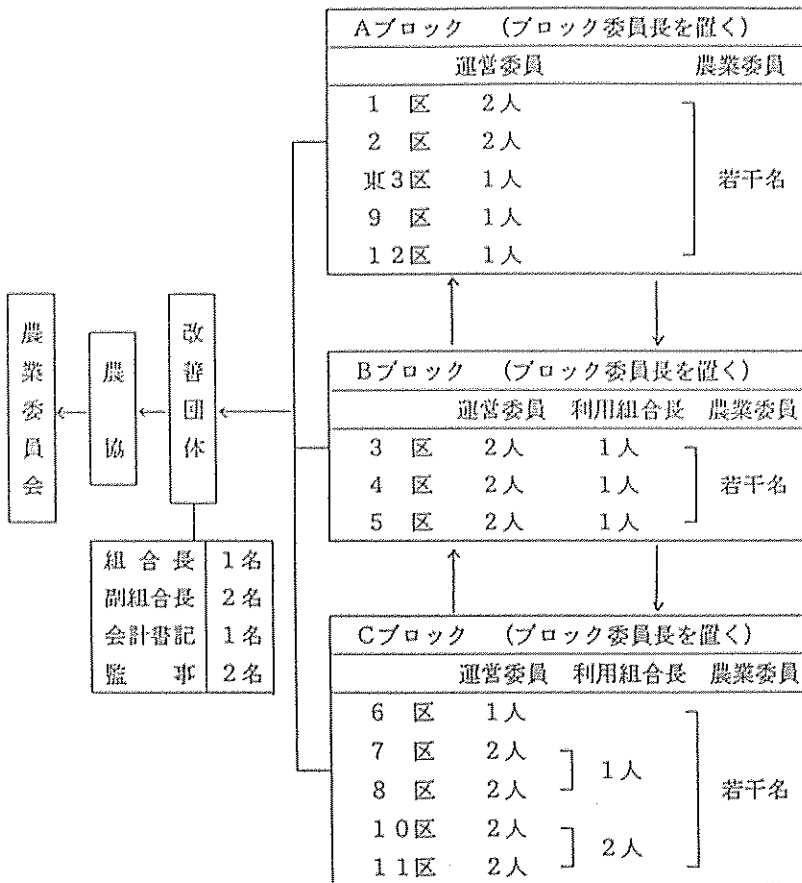 Aブロック (ブロック委員長を置く)
運営委員 農業委員
1 区 2人
2 区 2人
東3区 1人 若干名
9 区 1人
12区 1人
農業委員会
農協
改善団体
組合長 1名
副組合長 2名
会計書記 1名
監事 2名
Bブロック (ブロック委員長を置く)
運営委員 利用組合長 農業委員
3 区 2人 1人
4 区 2人 1人 若干名
5 区 2人 1人
Cブロック (ブロック委員長を置く)
運営委員 利用組合長 農業委員
6 区 1人
7 区 2人
1人
8 区 2人 若干名
10区 2人
2人
11区 2人